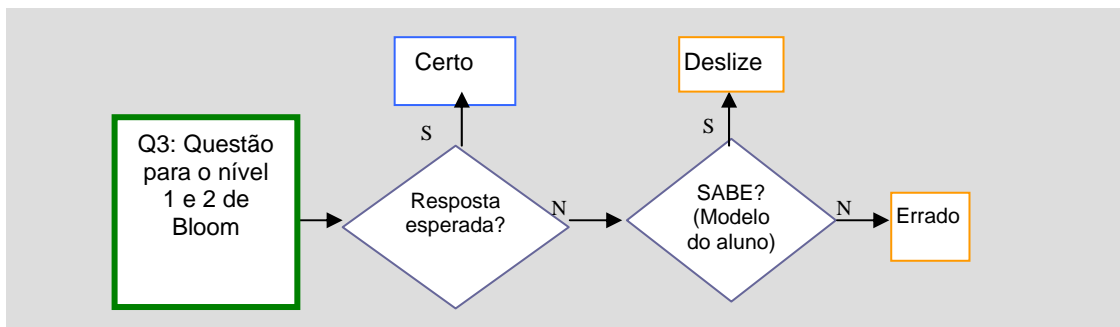 Q3: Questão
para o nível
1 e 2 de
Bloom
Resposta
esperada?
S
Certo
N
SABE?
(Modelo
do aluno)
S
Deslize
N
Errado